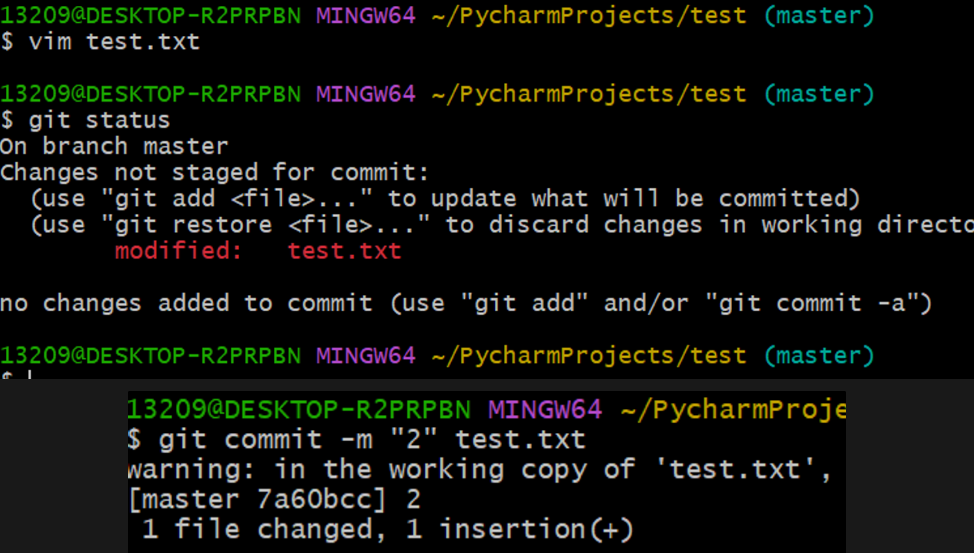 13209@DESKTOP-R2PRPBN MINGW64 ~/PycharmProjects/test (master)
$ vim test.txt
13209@DESKTOP-R2PRPBN MINGW64 ~/PycharmProjects/test (master)
$ git status
On branch master
Changes not staged for commit:
  (use "git add <file>..." to update what will be committed)
  (use "git restore <file>..." to discard changes in working directo
        modified:   test.txt
no changes added to commit (use "git add" and/or "git commit -a")
13209@DESKTOP-R2PRPBN MINGW64 ~/PycharmProjects/test (master)
$
13209@DESKTOP-R2PRPBN MINGW64 ~/PycharmProje
$ git commit -m "2" test.txt
warning: in the working copy of 'test.txt',
[master 7a60bcc] 2
 1 file changed, 1 insertion(+)